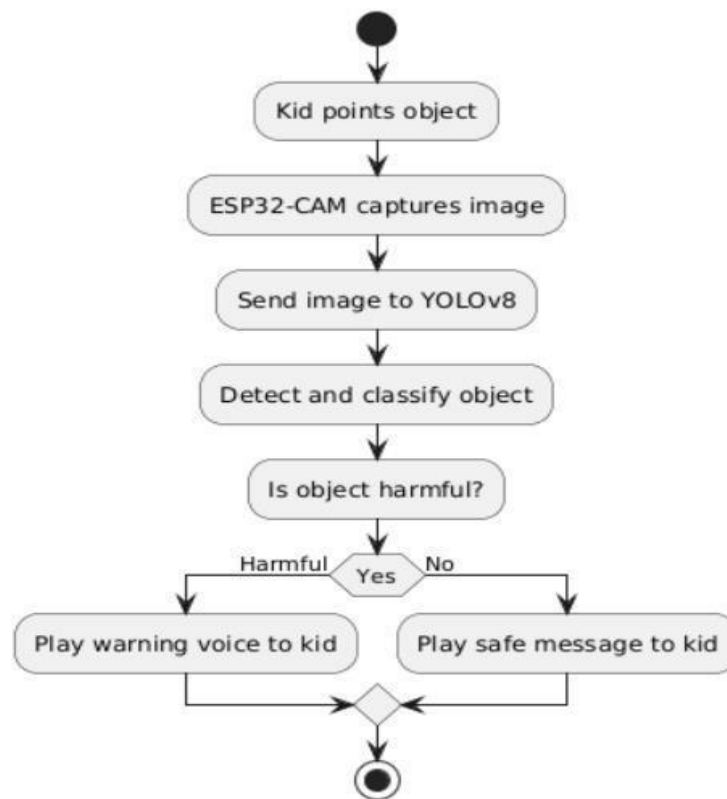 Kid points object
ESP32-CAM captures image
Send image to YOLOv8
Detect and classify object
Is object harmful?
Harmful
Yes
No
Play warning voice to kid
Play safe message to kid